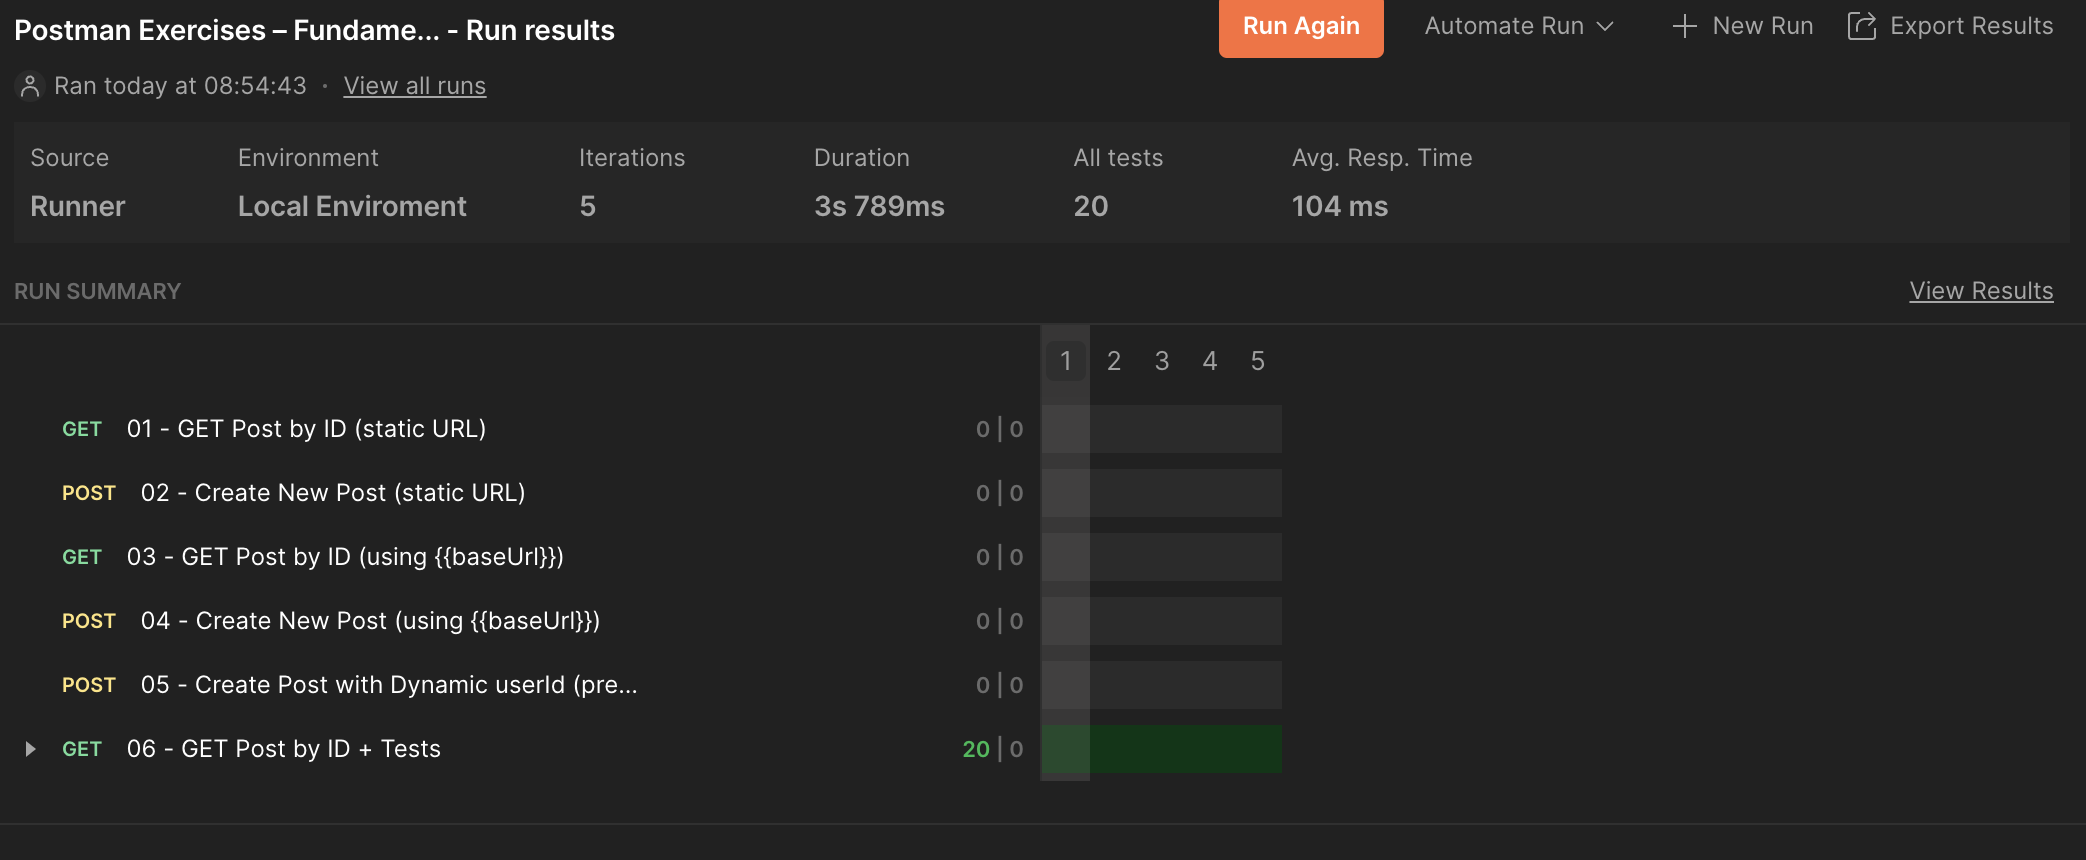 Postman Exercises – Fundame... - Run results
Run Again
Automate Run
New Run
Export Results
Ran today at 08:54:43 · View all runs
Source Environment Iterations Duration All tests Avg. Resp. Time
Runner Local Enviroment 5 3s 789ms 20 104 ms
RUN SUMMARY View Results
1 2 3 4 5
GET 01 - GET Post by ID (static URL) 0 | 0
POST 02 - Create New Post (static URL) 0 | 0
GET 03 - GET Post by ID (using {{baseUrl}}) 0 | 0
POST 04 - Create New Post (using {{baseUrl}}) 0 | 0
POST 05 - Create Post with Dynamic userId (pre... 0 | 0
GET 06 - GET Post by ID + Tests 20 | 0